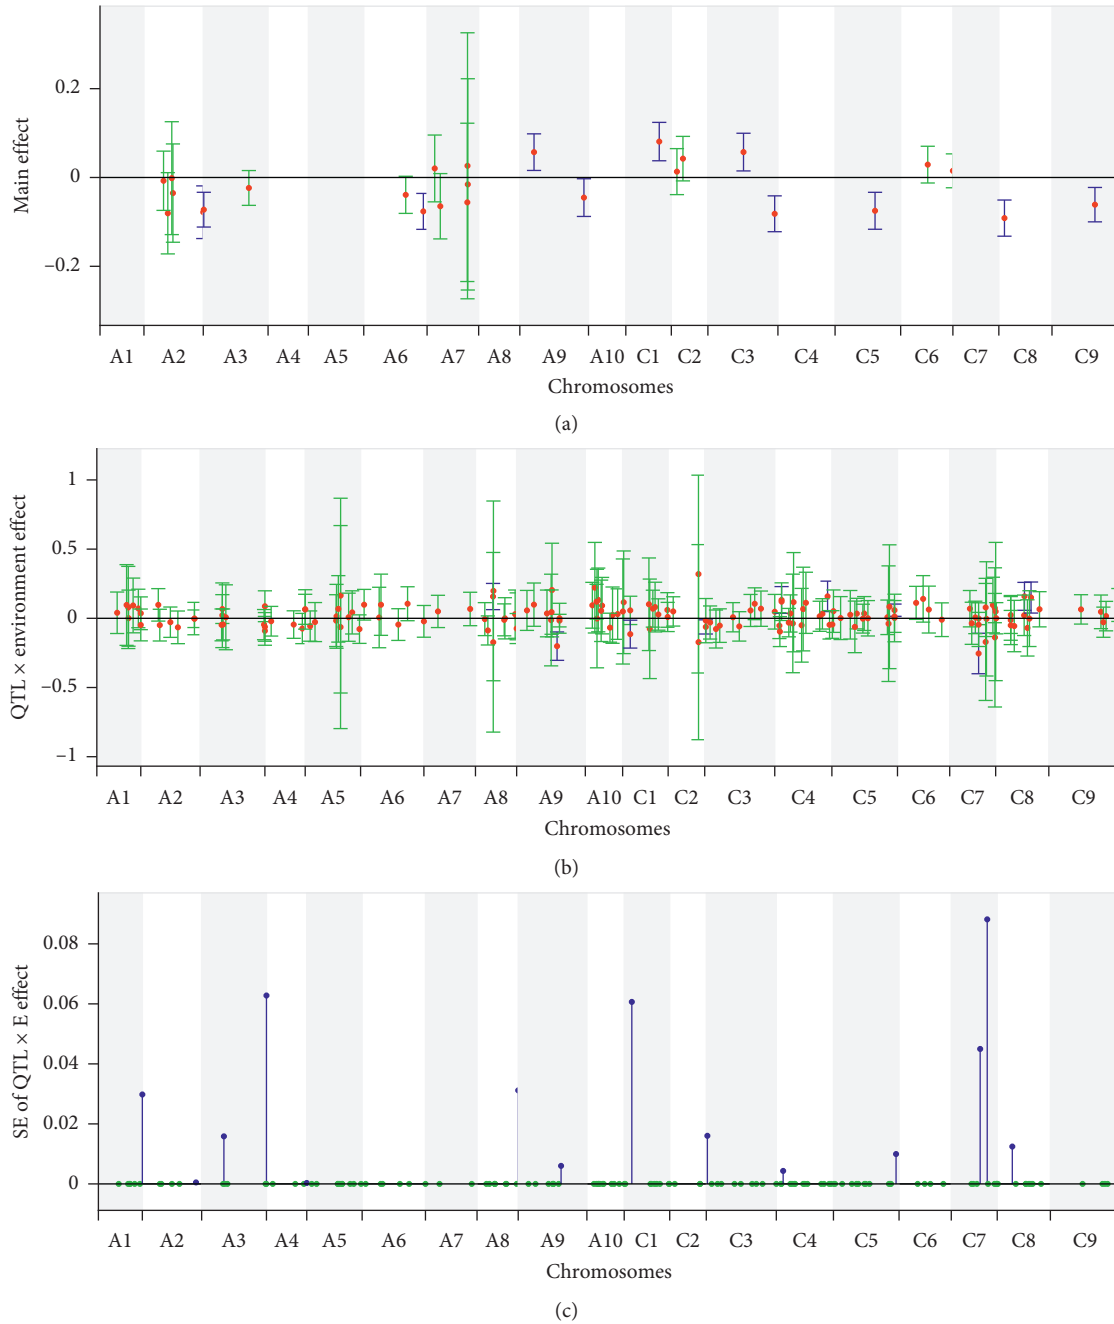 Main effect
0.2
0
–0.2
A1 A2 A3 A4 A5 A6 A7 A8 A9 A10 C1 C2 C3 C4 C5 C6 C7 C8 C9
Chromosomes
(a)
QTL × environment effect
1
0.5
0
–0.5
–1
A1 A2 A3 A4 A5 A6 A7 A8 A9 A10 C1 C2 C3 C4 C5 C6 C7 C8 C9
Chromosomes
(b)
SE of QTL × E effect
0.08
0.06
0.04
0.02
0
A1 A2 A3 A4 A5 A6 A7 A8 A9 A10 C1 C2 C3 C4 C5 C6 C7 C8 C9
Chromosomes
(c)